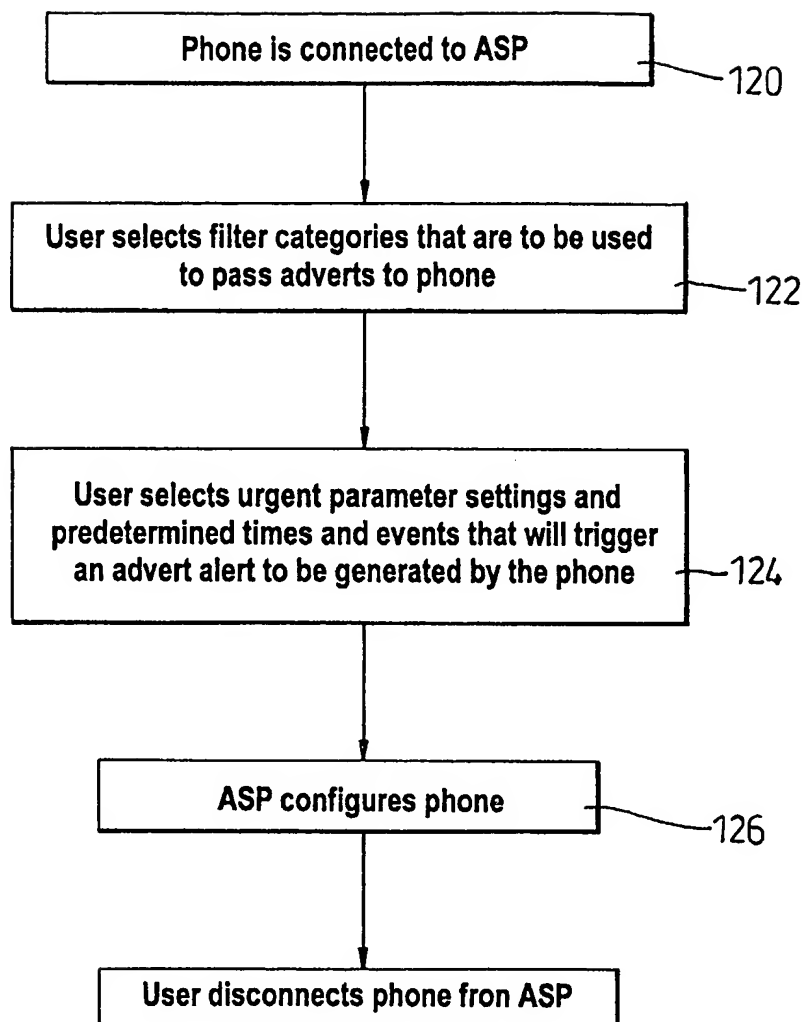 Phone is connected to ASP
120
User selects filter categories that are to be used
to pass adverts to phone
122
User selects urgent parameter settings and
predetermined times and events that will trigger
an advert alert to be generated by the phone
124
ASP configures phone
126
User disconnects phone fron ASP